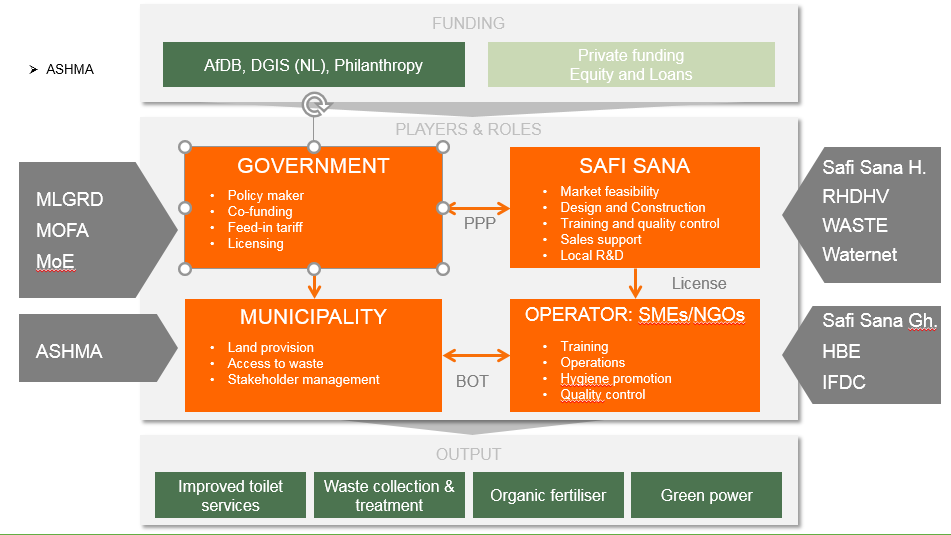 FUNDING
AfDB, DGIS (NL), Philanthropy
Private funding
Equity and Loans
➢ ASHMA
PLAYERS & ROLES
MLGRD
MOFA
MoE
GOVERNMENT
• Policy maker
• Co-funding
• Feed-in tariff
• Licensing
PPP
SAFI SANA
• Market feasibility
• Design and Construction
• Training and quality control
• Sales support
• Local R&D
Safi Sana H.
RHDHV
WASTE
Waternet
License
ASHMA
MUNICIPALITY
• Land provision
• Access to waste
• Stakeholder management
BOT
OPERATOR: SMEs/NGOs
• Training
• Operations
• Hygiene promotion
• Quality control
Safi Sana Gh.
HBE
IFDC
OUTPUT
Improved toilet
services
Waste collection &
treatment
Organic fertiliser
Green power